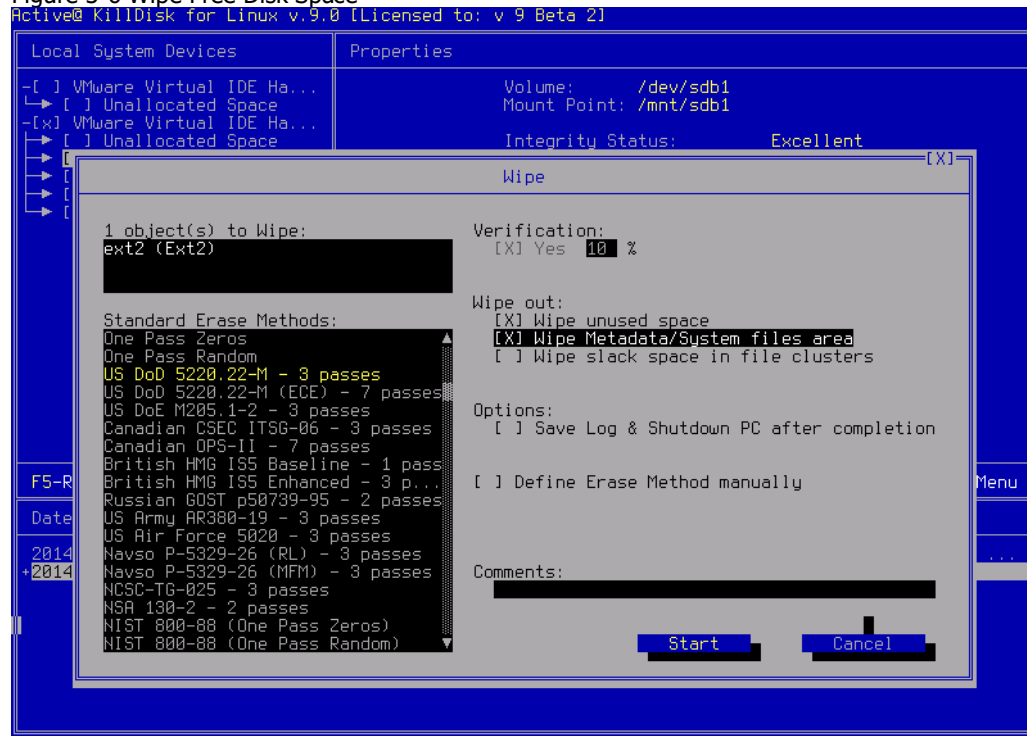 Figure 5-6 Wipe Free Disk Space
Active@ KillDisk for Linux v.9.0 [Licensed to: v 9 Beta 2]
Local System Devices
Properties
-[ ] VMware Virtual IDE Ha...
[ ] Unallocated Space
-[x] VMware Virtual IDE Ha...
[ ] Unallocated Space
Volume: /dev/sdb1
Mount Point: /mnt/sdb1
Integrity Status: Excellent
[X]
Wipe
1 object(s) to Wipe:
ext2 (Ext2)
Standard Erase Methods:
One Pass Zeros
One Pass Random
US DoD 5220.22-M - 3 passes
US DoD 5220.22-M (ECE) - 7 passes
US DoE M205.1-2 - 3 passes
Canadian CSEC ITSG-06 - 3 passes
Canadian OPS-II - 7 passes
British HMG IS5 Baseline - 1 pass
British HMG IS5 Enhanced - 3 p...
Russian GOST p50739-95 - 2 passes
US Army AR380-19 - 3 passes
US Air Force 5020 - 3 passes
Navso P-5329-26 (RL) - 3 passes
Navso P-5329-26 (MFM) - 3 passes
NCSC-TG-025 - 3 passes
NSA 130-2 - 2 passes
NIST 800-88 (One Pass Zeros)
NIST 800-88 (One Pass Random)
Verification:
[X] Yes 10 %
Wipe out:
[X] Wipe unused space
[X] Wipe Metadata/System files area
[ ] Wipe slack space in file clusters
Options:
[ ] Save Log & Shutdown PC after completion
[ ] Define Erase Method manually
Comments:
Start
Cancel
F5-R
Menu
Date
2014
...
+2014